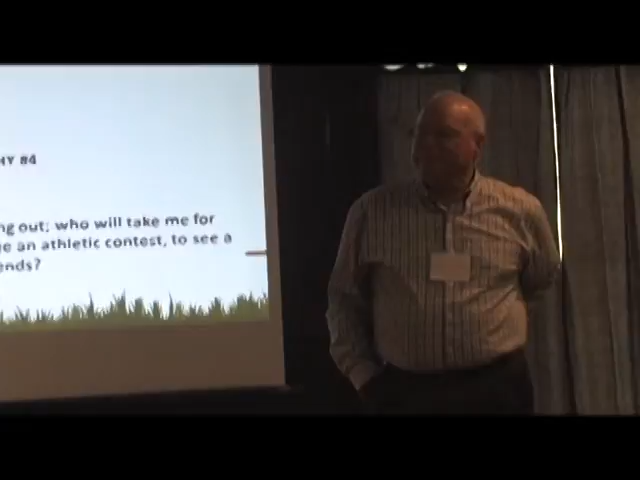 HY #4
ng out; who will take me for
e an athletic contest, to see a
ends?